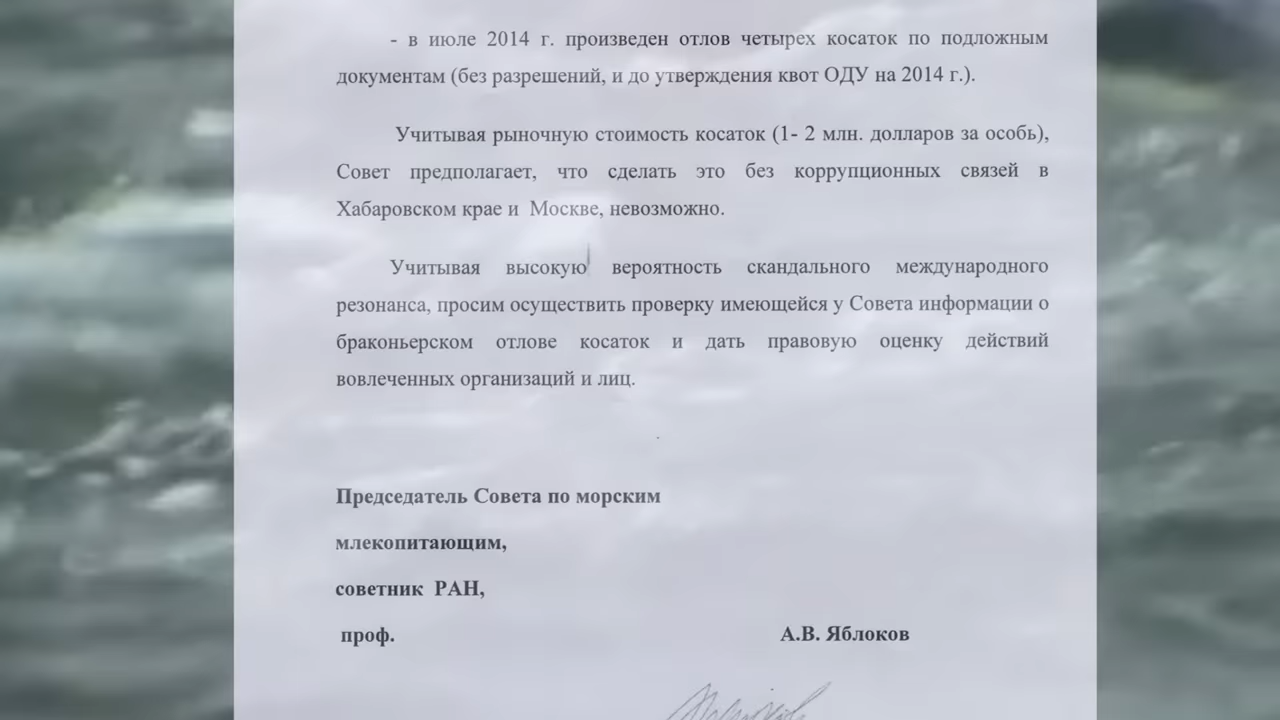 - в июле 2014 г. произведен отлов четырех косаток по подложным
документам (без разрешений, и до утверждения квот ОДУ на 2014 г.).
Учитывая рыночную стоимость косаток (1- 2 млн. долларов за особь),
Совет предполагает, что сделать это без коррупционных связей в
Хабаровском крае и Москве, невозможно.
Учитывая высокую вероятность скандального международного
резонанса, просим осуществить проверку имеющейся у Совета информации о
браконьерском отлове косаток и дать правовую оценку действий
вовлеченных организаций и лиц.
Председатель Совета по морским
млекопитающим,
советник РАН,
проф. А.В. Яблоков